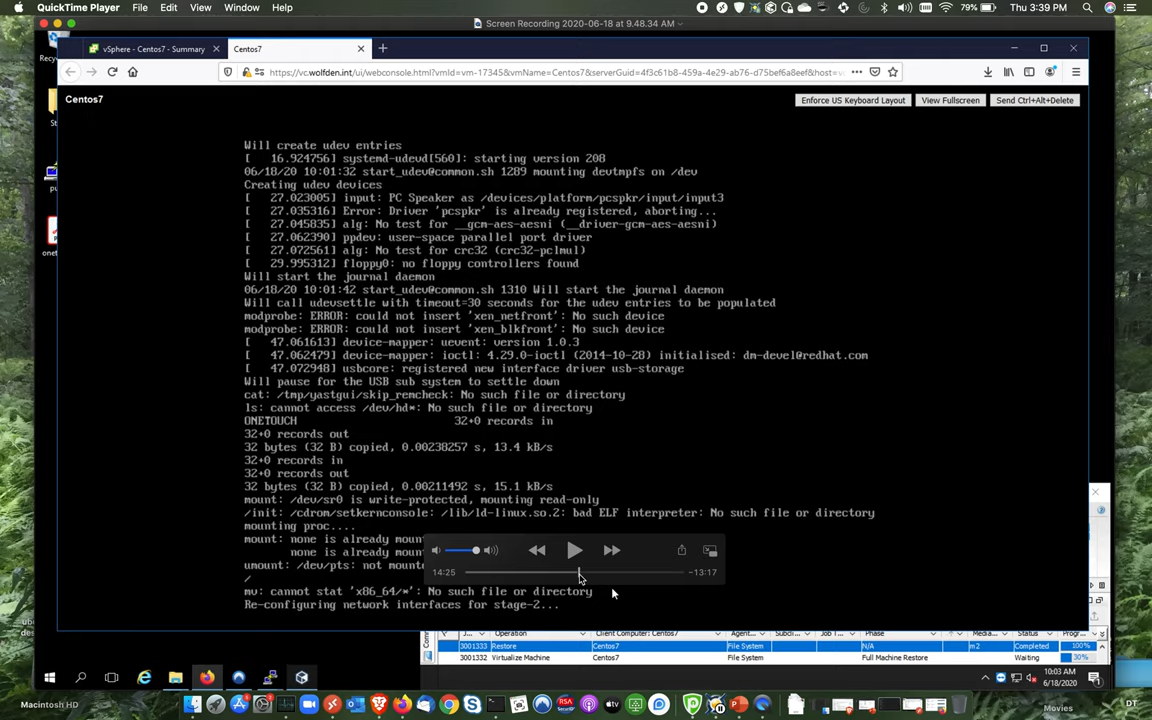 QuickTime Player File Edit View Window Help 79% Thu 3:39 PM
Screen Recording 2020-06-18 at 9.48.34 AM
vSphere - Centos7 - Summary Centos7
https://vc.wolfden.int/ui/webconsole.html?vmId=vm-17345&vmName=Centos7&serverGuid=4f3c61b8-459a-4e29-ab76-d75bef6a8eef&host=
Centos7 Enforce US Keyboard Layout View Fullscreen Send Ctrl+Alt+Delete
Will create udev entries
[ 16.924756] systemd-udevd[560]: starting version 208
06/18/20 10:01:32 start_udev@common.sh 1289 mounting devtmpfs on /dev
Creating udev devices
[ 27.023005] input: PC Speaker as /devices/platform/pcspkr/input/input3
[ 27.035316] Error: Driver 'pcspkr' is already registered, aborting...
[ 27.045835] alg: No test for __gcm-aes-aesni (__driver-gcm-aes-aesni)
[ 27.062390] ppdev: user-space parallel port driver
[ 27.072561] alg: No test for crc32 (crc32-pclmul)
[ 29.995312] floppy0: no floppy controllers found
Will start the journal daemon
06/18/20 10:01:42 start_udev@common.sh 1310 Will start the journal daemon
Will call udevsettle with timeout=30 seconds for the udev entries to be populated
modprobe: ERROR: could not insert 'xen_netfront': No such device
modprobe: ERROR: could not insert 'xen_blkfront': No such device
[ 47.061613] device-mapper: uevent: version 1.0.3
[ 47.062479] device-mapper: ioctl: 4.29.0-ioctl (2014-10-28) initialised: dm-devel@redhat.com
[ 47.072948] usbcore: registered new interface driver usb-storage
Will pause for the USB sub system to settle down
cat: /tmp/yastgui/skip_remcheck: No such file or directory
ls: cannot access /dev/hd*: No such file or directory
ONETOUCH 32+0 records in
32+0 records out
32 bytes (32 B) copied, 0.00238257 s, 13.4 kB/s
32+0 records in
32+0 records out
32 bytes (32 B) copied, 0.00211492 s, 15.1 kB/s
mount: /dev/sr0 is write-protected, mounting read-only
/init: /cdrom/setkernconsole: /lib/ld-linux.so.2: bad ELF interpreter: No such file or directory
mounting proc....
mount: none is already
none is already
umount: /dev/pts: not
/
mv: cannot stat 'x86_64/*': No such file or directory
Re-configuring network interfaces for stage-2...
14:25 -13:17
Operation Client Computer: Centos7 Agent... Subcli... Job T... Phase Media... Status Progr...
3001333 Restore Centos7 File System N/A m2 Completed 100%
3001332 Virtualize Machine Centos7 File System Full Machine Restore Waiting 30%
10:03 AM
6/18/2020
Macintosh HD Movies DT